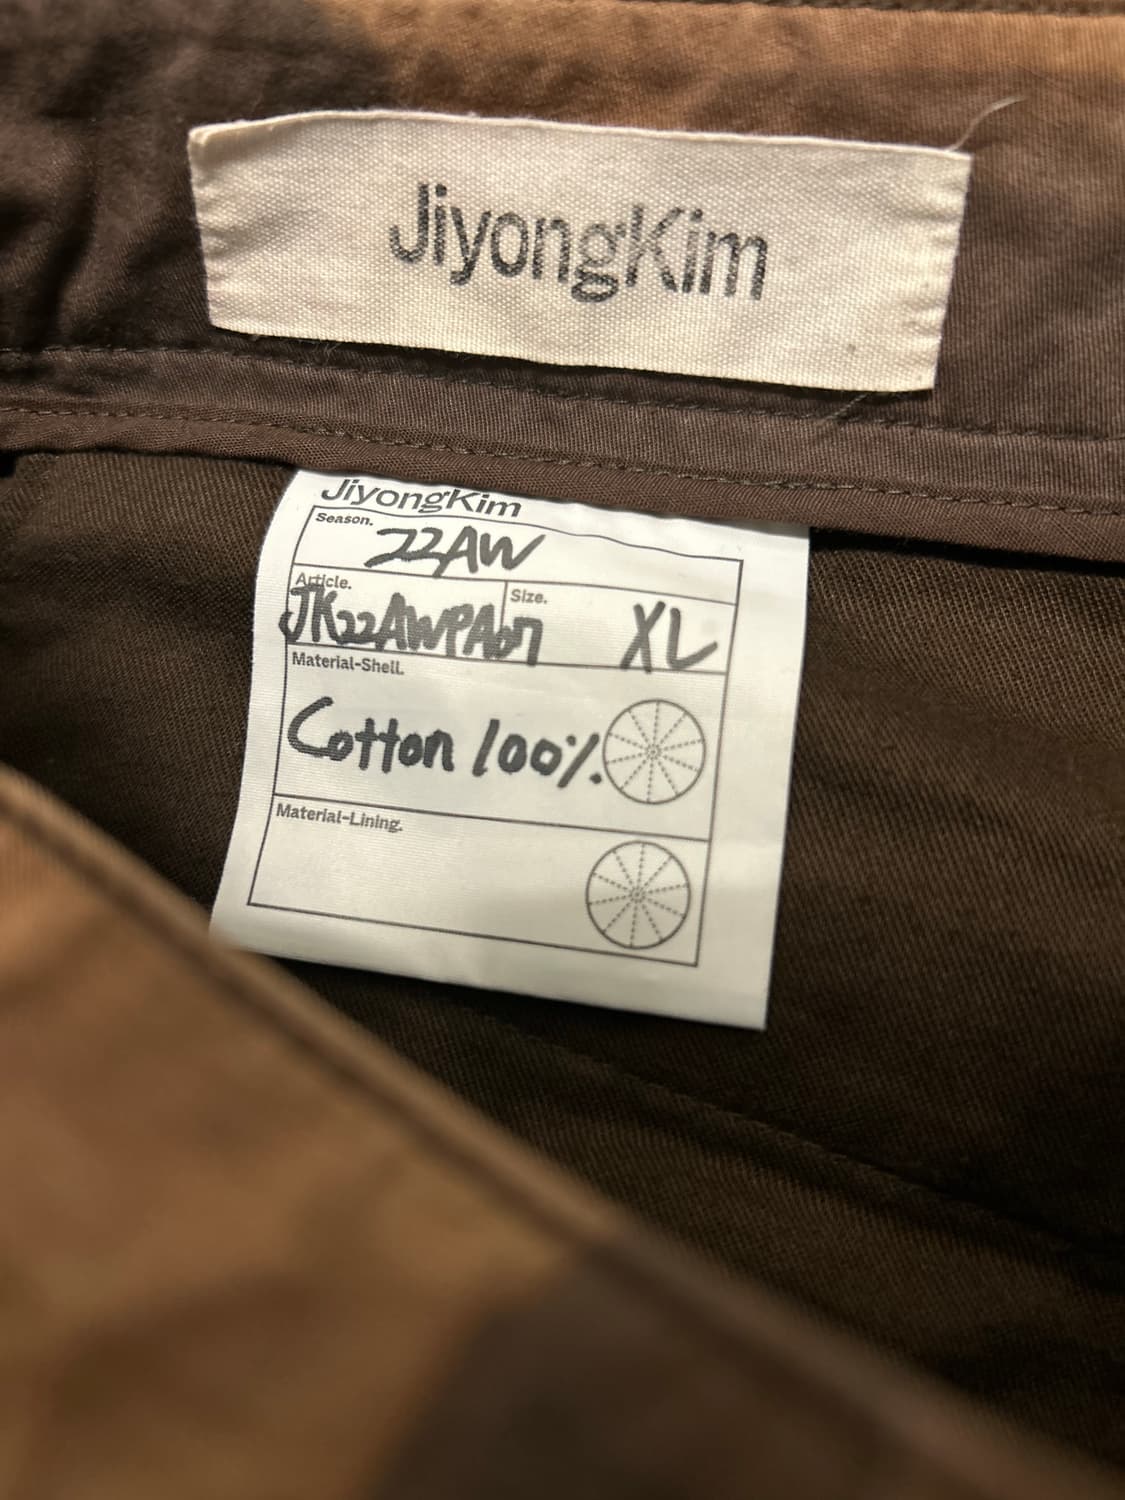 JiyongKim
JiyongKim
Season.
22AW
Article.
JK22AWPA07
Size.
XL
Material-Shell.
Cotton 100%.
Material-Lining.